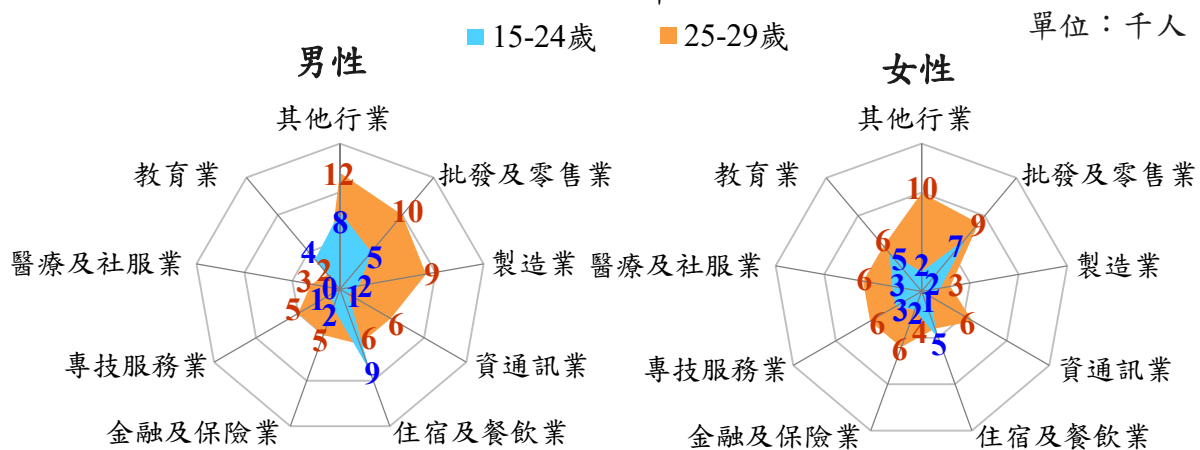 15-24歲 25-29歲
單位：千人
男性
其他行業
批發及零售業
製造業
資通訊業
住宿及餐飲業
金融及保險業
專技服務業
醫療及社服業
教育業
12
10
9
6
6
5
5
3
2
8
5
2
1
9
2
1
0
4
女性
其他行業
批發及零售業
製造業
資通訊業
住宿及餐飲業
金融及保險業
專技服務業
醫療及社服業
教育業
10
9
3
6
4
6
6
6
6
2
7
2
1
5
2
3
3
5